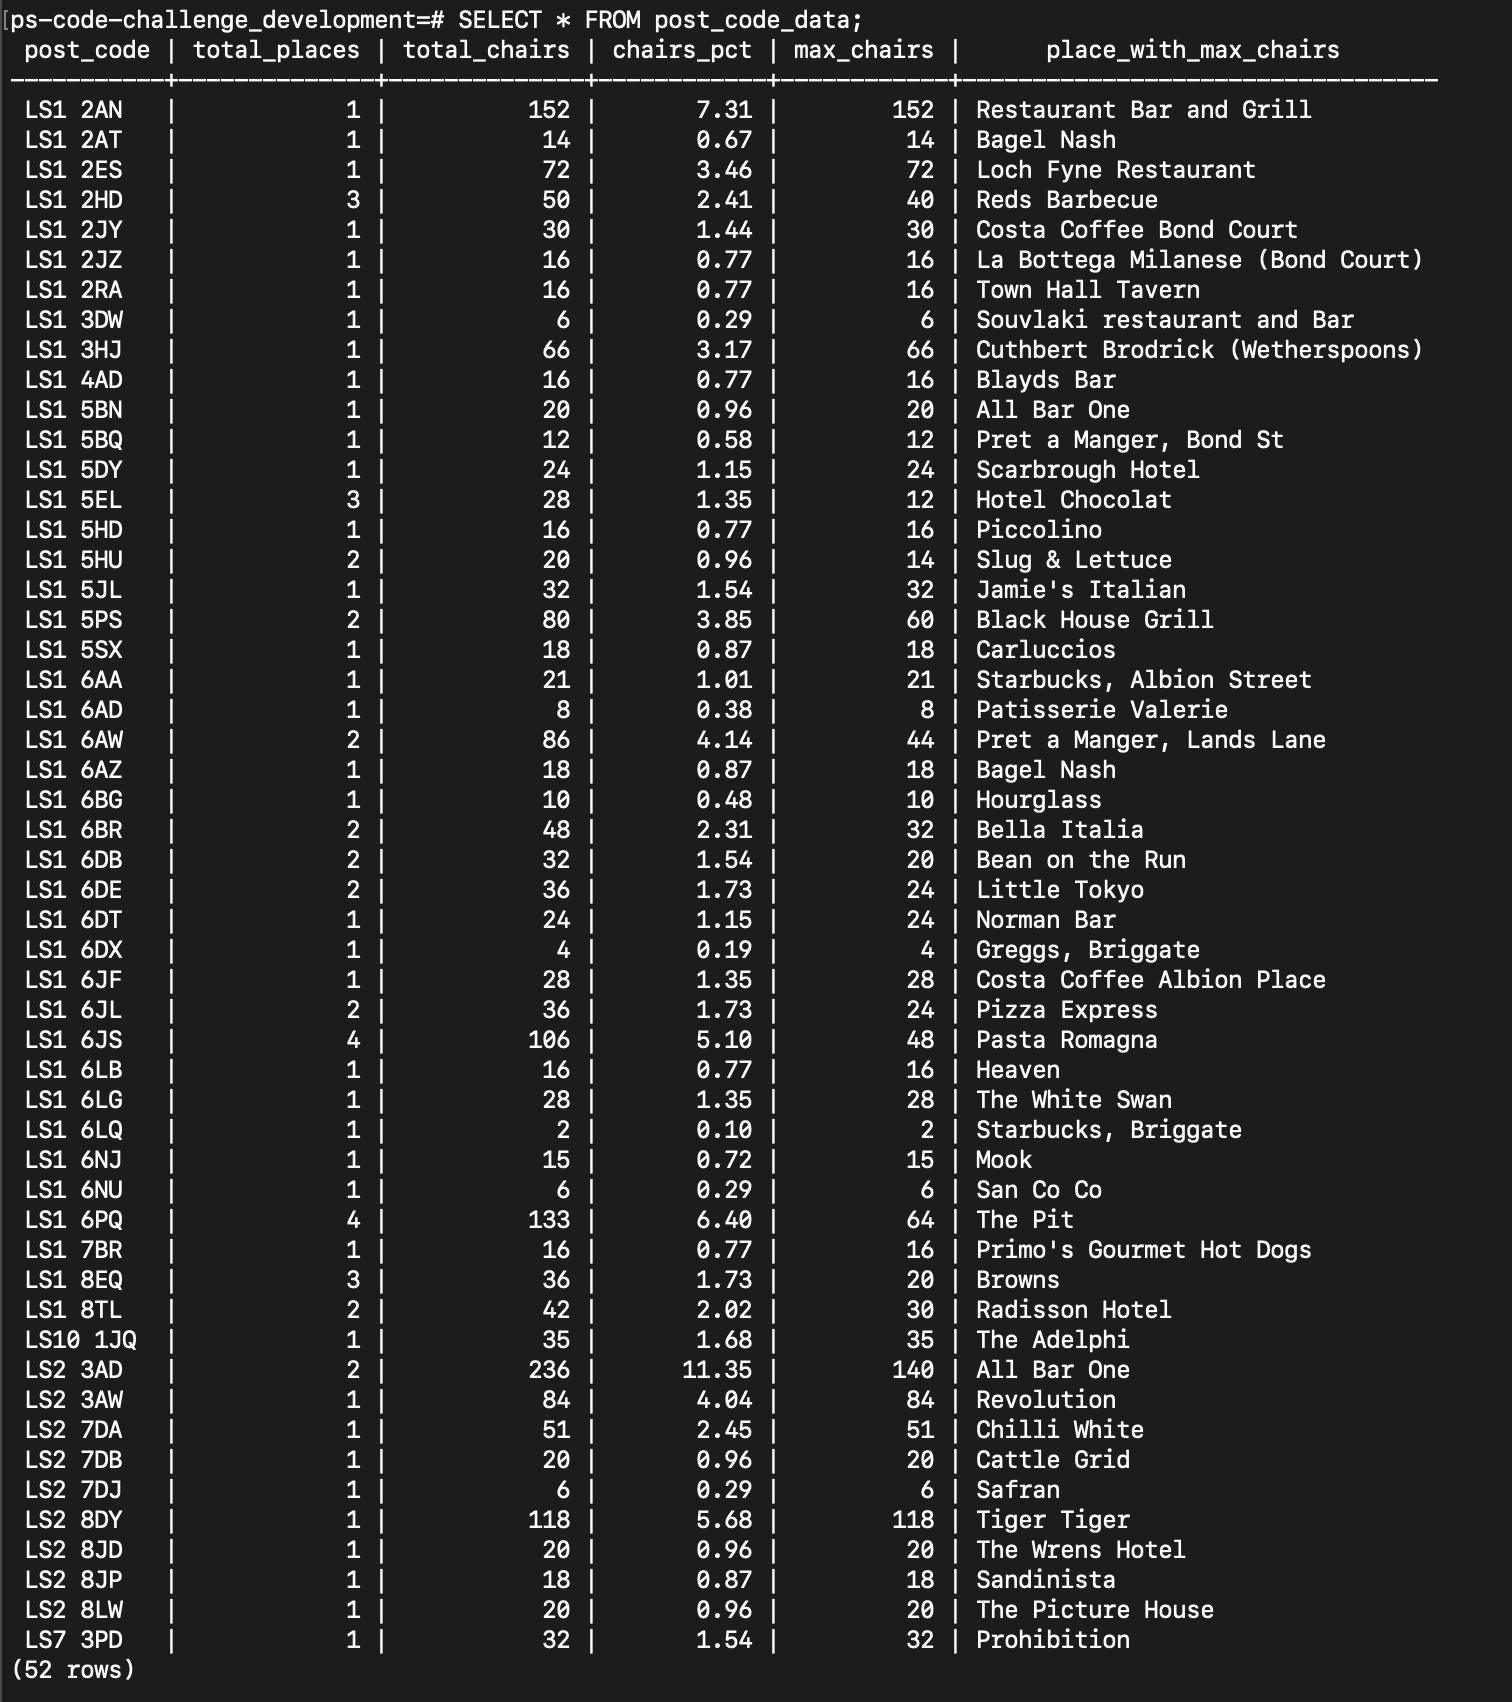 [ps-code-challenge_development=# SELECT * FROM post_code_data;
 post_code | total_places | total_chairs | chairs_pct | max_chairs |      place_with_max_chairs
-----------+--------------+--------------+------------+------------+----------------------------------
 LS1 2AN   |            1 |          152 |       7.31 |        152 | Restaurant Bar and Grill
 LS1 2AT   |            1 |           14 |       0.67 |         14 | Bagel Nash
 LS1 2ES   |            1 |           72 |       3.46 |         72 | Loch Fyne Restaurant
 LS1 2HD   |            3 |           50 |       2.41 |         40 | Reds Barbecue
 LS1 2JY   |            1 |           30 |       1.44 |         30 | Costa Coffee Bond Court
 LS1 2JZ   |            1 |           16 |       0.77 |         16 | La Bottega Milanese (Bond Court)
 LS1 2RA   |            1 |           16 |       0.77 |         16 | Town Hall Tavern
 LS1 3DW   |            1 |            6 |       0.29 |          6 | Souvlaki restaurant and Bar
 LS1 3HJ   |            1 |           66 |       3.17 |         66 | Cuthbert Brodrick (Wetherspoons)
 LS1 4AD   |            1 |           16 |       0.77 |         16 | Blayds Bar
 LS1 5BN   |            1 |           20 |       0.96 |         20 | All Bar One
 LS1 5BQ   |            1 |           12 |       0.58 |         12 | Pret a Manger, Bond St
 LS1 5DY   |            1 |           24 |       1.15 |         24 | Scarbrough Hotel
 LS1 5EL   |            3 |           28 |       1.35 |         12 | Hotel Chocolat
 LS1 5HD   |            1 |           16 |       0.77 |         16 | Piccolino
 LS1 5HU   |            2 |           20 |       0.96 |         14 | Slug & Lettuce
 LS1 5JL   |            1 |           32 |       1.54 |         32 | Jamie's Italian
 LS1 5PS   |            2 |           80 |       3.85 |         60 | Black House Grill
 LS1 5SX   |            1 |           18 |       0.87 |         18 | Carluccios
 LS1 6AA   |            1 |           21 |       1.01 |         21 | Starbucks, Albion Street
 LS1 6AD   |            1 |            8 |       0.38 |          8 | Patisserie Valerie
 LS1 6AW   |            2 |           86 |       4.14 |         44 | Pret a Manger, Lands Lane
 LS1 6AZ   |            1 |           18 |       0.87 |         18 | Bagel Nash
 LS1 6BG   |            1 |           10 |       0.48 |         10 | Hourglass
 LS1 6BR   |            2 |           48 |       2.31 |         32 | Bella Italia
 LS1 6DB   |            2 |           32 |       1.54 |         20 | Bean on the Run
 LS1 6DE   |            2 |           36 |       1.73 |         24 | Little Tokyo
 LS1 6DT   |            1 |           24 |       1.15 |         24 | Norman Bar
 LS1 6DX   |            1 |            4 |       0.19 |          4 | Greggs, Briggate
 LS1 6JF   |            1 |           28 |       1.35 |         28 | Costa Coffee Albion Place
 LS1 6JL   |            2 |           36 |       1.73 |         24 | Pizza Express
 LS1 6JS   |            4 |          106 |       5.10 |         48 | Pasta Romagna
 LS1 6LB   |            1 |           16 |       0.77 |         16 | Heaven
 LS1 6LG   |            1 |           28 |       1.35 |         28 | The White Swan
 LS1 6LQ   |            1 |            2 |       0.10 |          2 | Starbucks, Briggate
 LS1 6NJ   |            1 |           15 |       0.72 |         15 | Mook
 LS1 6NU   |            1 |            6 |       0.29 |          6 | San Co Co
 LS1 6PQ   |            4 |          133 |       6.40 |         64 | The Pit
 LS1 7BR   |            1 |           16 |       0.77 |         16 | Primo's Gourmet Hot Dogs
 LS1 8EQ   |            3 |           36 |       1.73 |         20 | Browns
 LS1 8TL   |            2 |           42 |       2.02 |         30 | Radisson Hotel
 LS10 1JQ  |            1 |           35 |       1.68 |         35 | The Adelphi
 LS2 3AD   |            2 |          236 |      11.35 |        140 | All Bar One
 LS2 3AW   |            1 |           84 |       4.04 |         84 | Revolution
 LS2 7DA   |            1 |           51 |       2.45 |         51 | Chilli White
 LS2 7DB   |            1 |           20 |       0.96 |         20 | Cattle Grid
 LS2 7DJ   |            1 |            6 |       0.29 |          6 | Safran
 LS2 8DY   |            1 |          118 |       5.68 |        118 | Tiger Tiger
 LS2 8JD   |            1 |           20 |       0.96 |         20 | The Wrens Hotel
 LS2 8JP   |            1 |           18 |       0.87 |         18 | Sandinista
 LS2 8LW   |            1 |           20 |       0.96 |         20 | The Picture House
 LS7 3PD   |            1 |           32 |       1.54 |         32 | Prohibition
(52 rows)